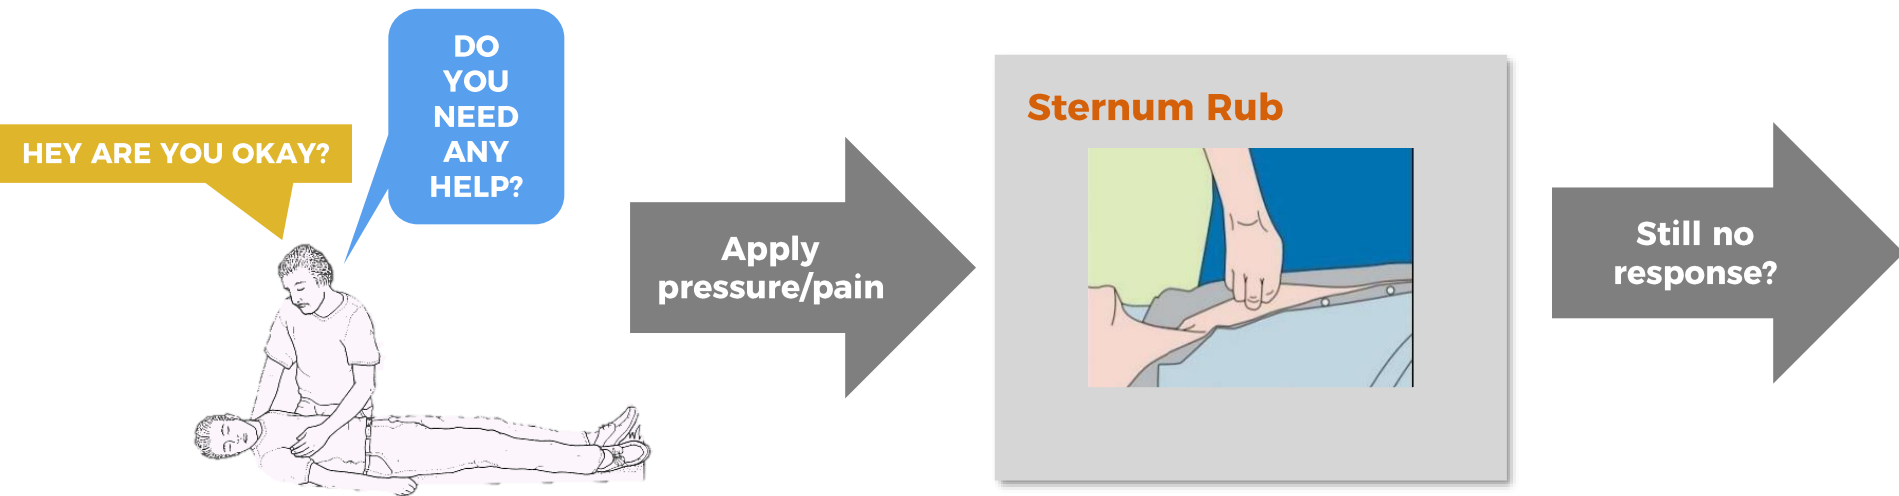 HEY ARE YOU OKAY?
DO
YOU
NEED
ANY
HELP?
Apply
pressure/pain
Sternum Rub
Still no
response?